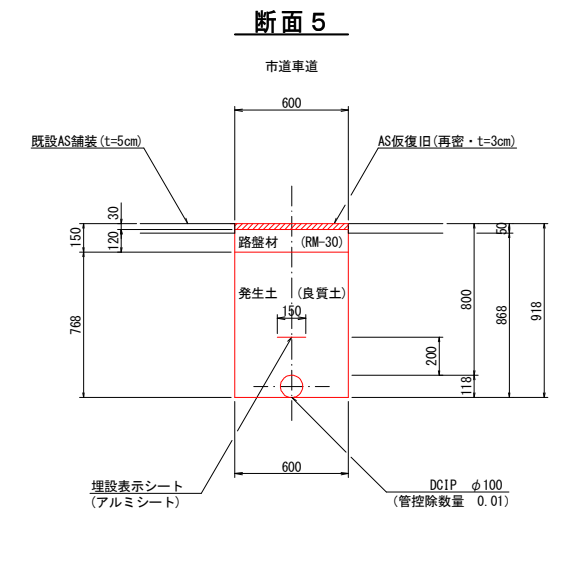 断面５
市道車道
600
既設AS舗装(t=5cm)
AS仮復旧(再密・t=3cm)
30
150
120
50
路盤材　(RM-30)
発生土　(良質土)
150
800
868
918
768
200
118
600
埋設表示シート
(アルミシート)
DCIP　φ100
(管控除数量　0.01)